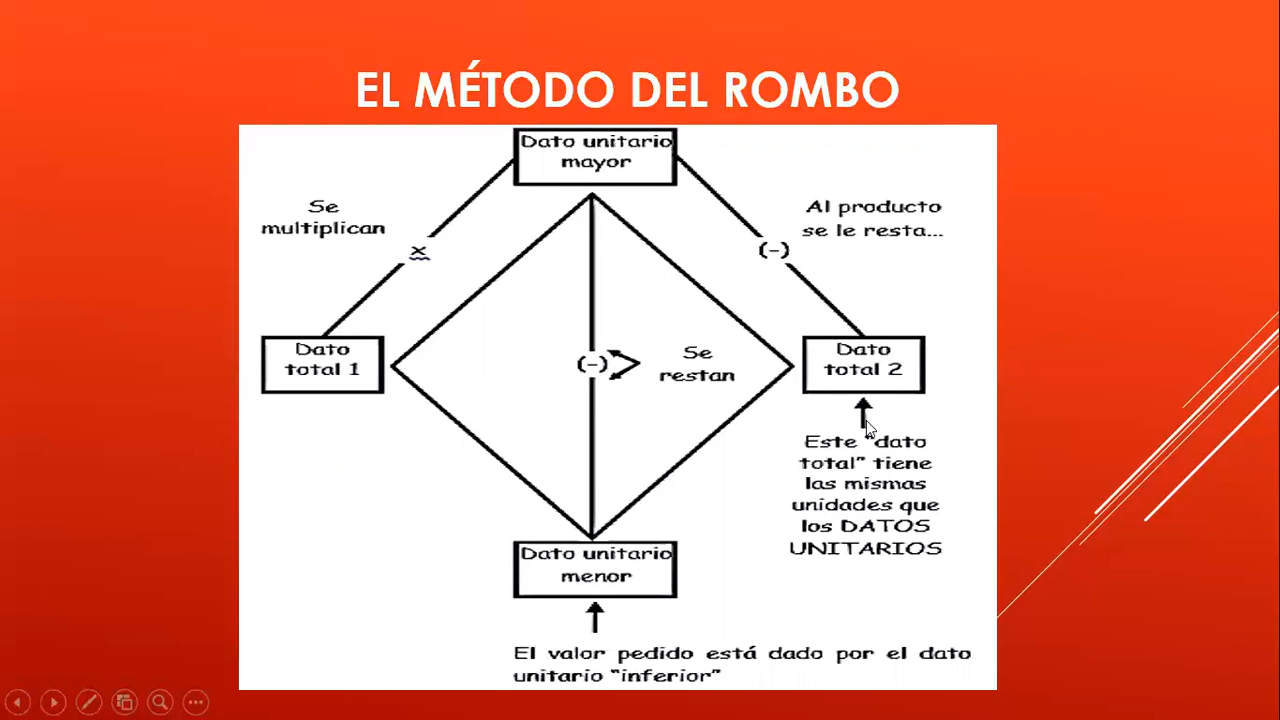 EL MÉTODO DEL ROMBO
Dato unitario
mayor
Se
multiplican
x
Al producto
se le resta...
(-)
Dato
total 1
(-)
Se
restan
Dato
total 2
Este "dato
total" tiene
las mismas
unidades que
los DATOS
UNITARIOS
Dato unitario
menor
El valor pedido está dado por el dato
unitario "inferior"